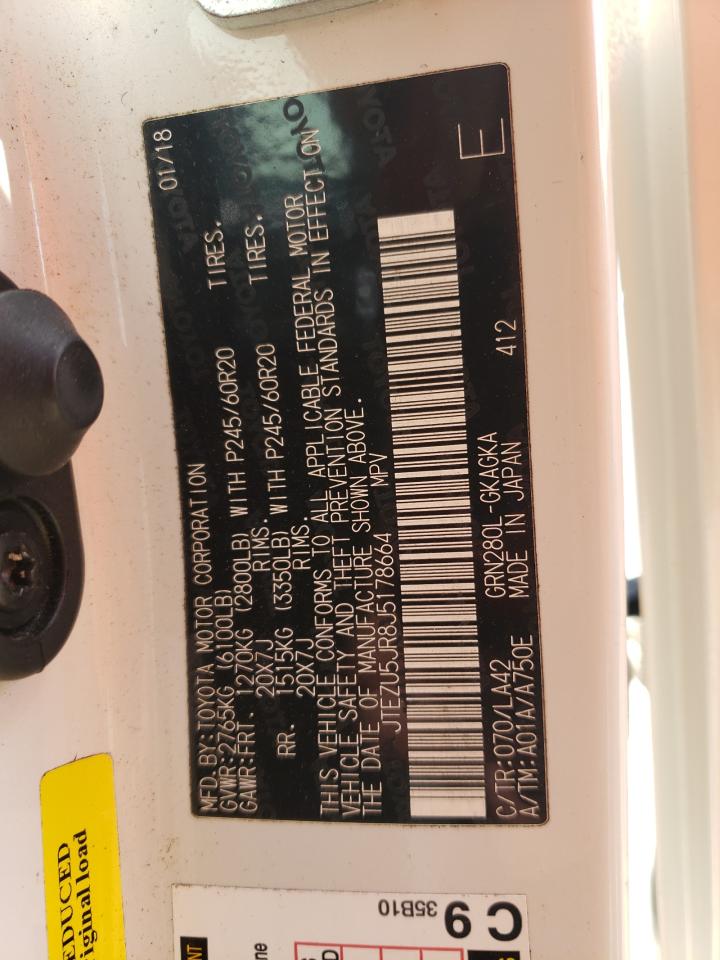 MFD.BY:TOYOTA MOTOR CORPORATION 01/18
GVWR:2765KG (6100LB)
GAWR:FRT. 1270KG (2800LB) WITH P245/60R20 TIRES.
20X7J RIMS.
RR. 1515KG (3350LB) WITH P245/60R20 TIRES.
20X7J RIMS.
THIS VEHICLE CONFORMS TO ALL APPLICABLE FEDERAL MOTOR
VEHICLE SAFETY AND THEFT PREVENTION STANDARDS IN EFFECT ON
THE DATE OF MANUFACTURE SHOWN ABOVE.
JTEZU5JR8J5178664 MPV
C/TR:070/LA42 GRN280L-GKAGKA
A/TM:A01A/A750E MADE IN JAPAN 412
E
EDUCED
iginal load
C 9
35B10